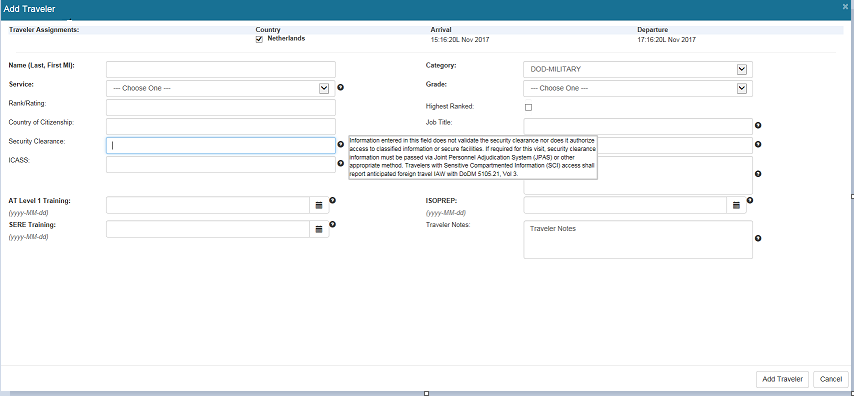 Add Traveler
Traveler Assignments: Country Arrival Departure
Netherlands 15:16:20L Nov 2017 17:16:20L Nov 2017
Name (Last, First MI): Category: DOD-MILITARY
Service: --- Choose One --- Grade: --- Choose One ---
Rank/Rating: Highest Ranked:
Country of Citizenship: Job Title:
Security Clearance:
Information entered in this field does not validate the security clearance nor does it authorize
access to classified information or secure facilities. If required for this visit, security clearance
information must be passed via Joint Personnel Adjudication System (JPAS) or other
appropriate method. Travelers with Sensitive Compartmented Information (SCI) access shall
report anticipated foreign travel IAW with DoDM 5105.21, Vol 3.
ICASS:
AT Level 1 Training: ISOPREP:
(yyyy-MM-dd) (yyyy-MM-dd)
SERE Training: Traveler Notes: Traveler Notes
(yyyy-MM-dd)
Add Traveler Cancel